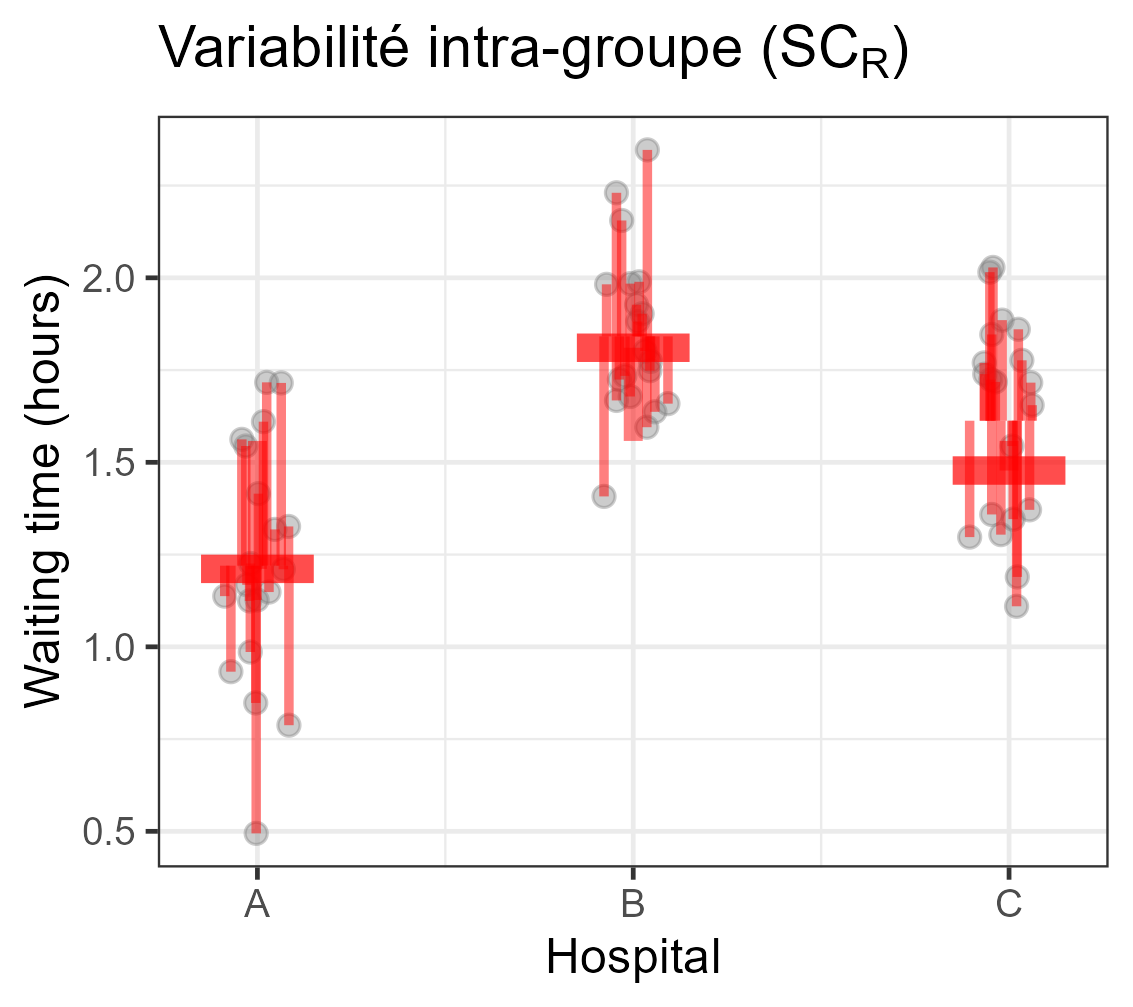 Variabilité intra-groupe (SC_R)
Waiting time (hours)
2.0
1.5
1.0
0.5
A B C
Hospital